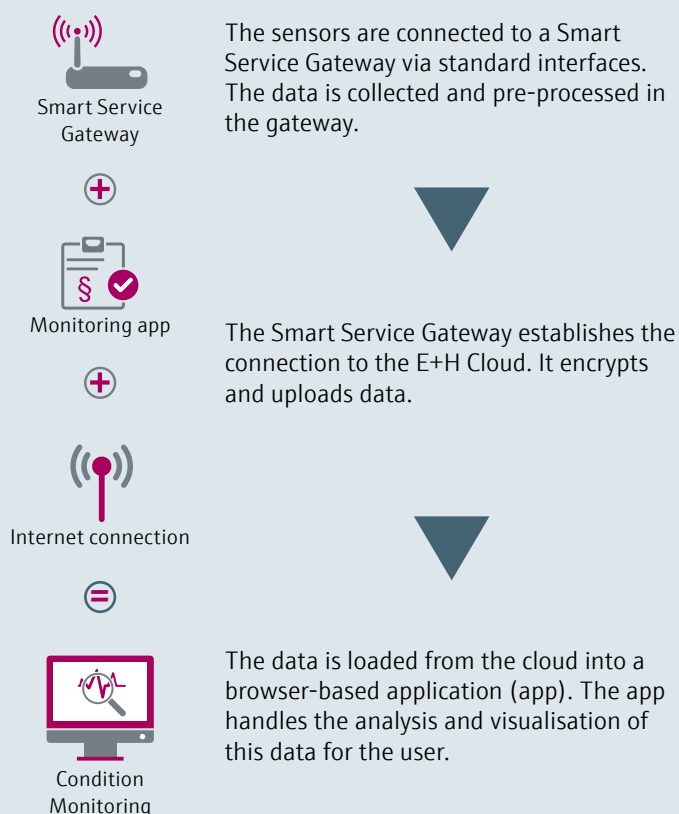 The sensors are connected to a Smart
Service Gateway via standard interfaces.
The data is collected and pre-processed in
the gateway.
Smart Service
Gateway
§
Monitoring app
The Smart Service Gateway establishes the
connection to the E+H Cloud. It encrypts
and uploads data.
Internet connection
The data is loaded from the cloud into a
browser-based application (app). The app
handles the analysis and visualisation of
this data for the user.
Condition
Monitoring